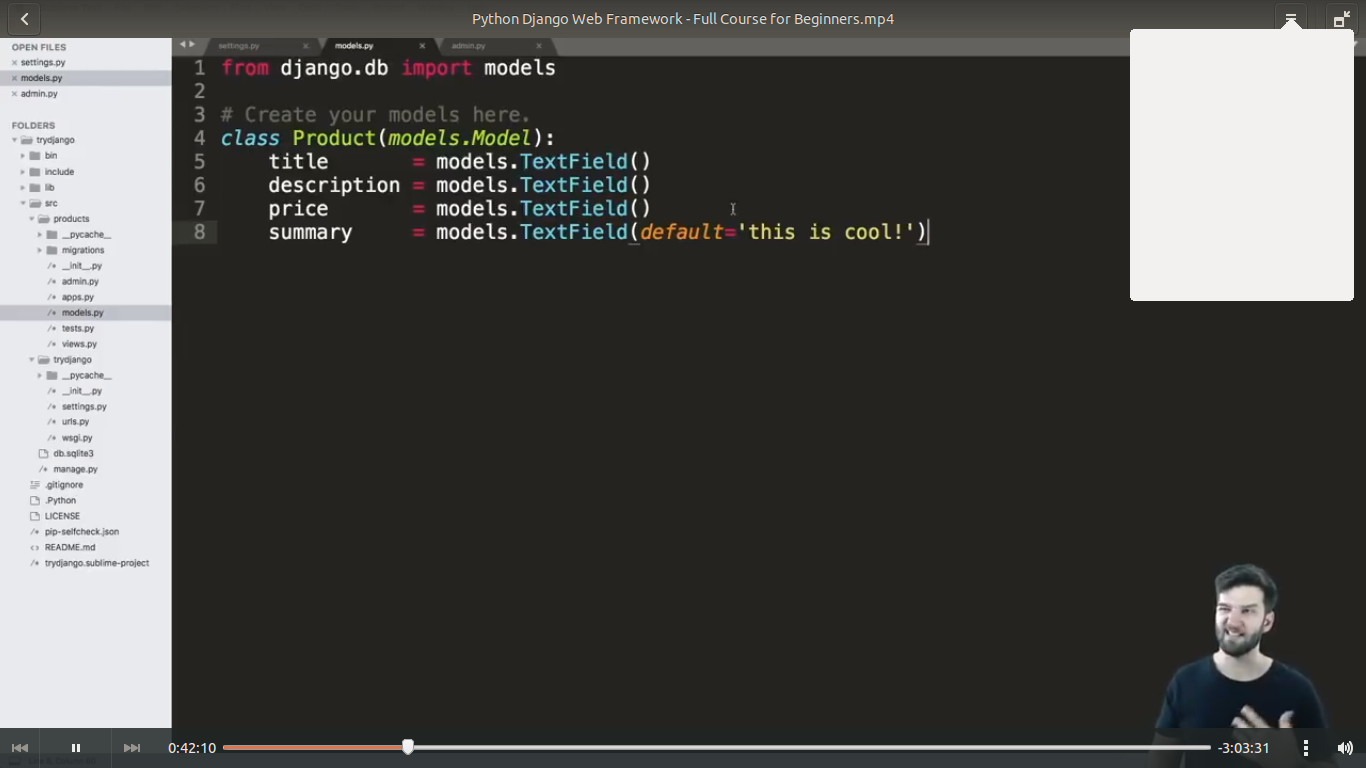 Python Django Web Framework - Full Course for Beginners.mp4
OPEN FILES
settings.py
models.py
admin.py
FOLDERS
trydjango
bin
include
lib
src
products
__pycache__
migrations
__init__.py
admin.py
apps.py
models.py
tests.py
views.py
trydjango
__pycache__
__init__.py
settings.py
urls.py
wsgi.py
db.sqlite3
manage.py
.gitignore
.Python
LICENSE
pip-selfcheck.json
README.md
trydjango.sublime-project
settings.py models.py admin.py
1 from django.db import models
2
3 # Create your models here.
4 class Product(models.Model):
5 title = models.TextField()
6 description = models.TextField()
7 price = models.TextField()
8 summary = models.TextField(default='this is cool!')
0:42:10 -3:03:31